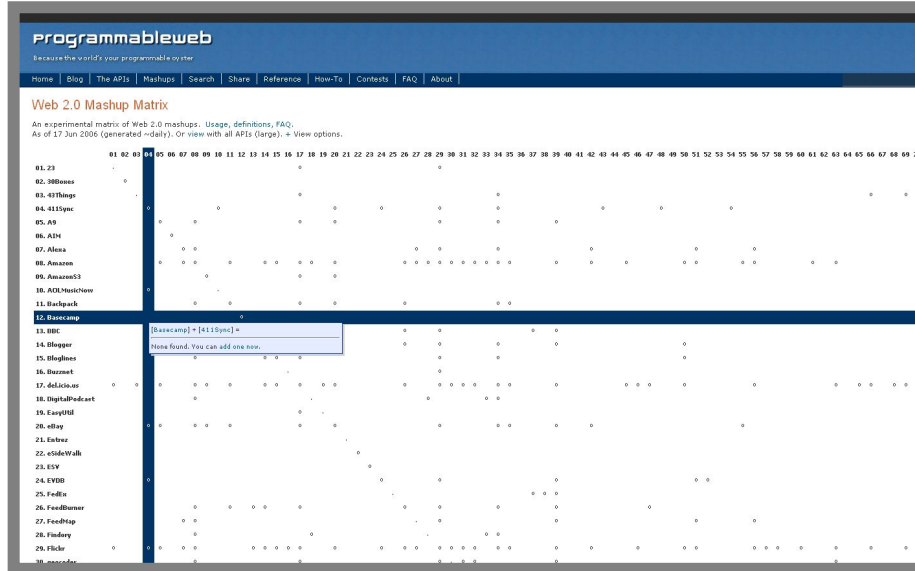 programmableweb
Because the world's your programmable oyster
Home | Blog | The APIs | Mashups | Search | Share | Reference | How-To | Contests | FAQ | About |
Web 2.0 Mashup Matrix
An experimental matrix of Web 2.0 mashups. Usage, definitions, FAQ.
As of 17 Jun 2006 (generated ~daily). Or view with all APIs (large). + View options.
01 02 03 04 05 06 07 08 09 10 11 12 13 14 15 16 17 18 19 20 21 22 23 24 25 26 27 28 29 30 31 32 33 34 35 36 37 38 39 40 41 42 43 44 45 46 47 48 49 50 51 52 53 54 55 56 57 58 59 60 61 62 63 64 65 66 67 68
01. 23
02. 30Boxes
03. 43Things
04. 411Sync
05. A9
06. AIM
07. Alexa
08. Amazon
09. AmazonS3
10. AOLMusicNow
11. Backpack
12. Basecamp
[Basecamp] + [411Sync] =
13. BBC
None found. You can add one now.
14. Blogger
15. Bloglines
16. Buzznet
17. del.icio.us
18. DigitalPodcast
19. EasyUtil
20. eBay
21. Entrez
22. eSideWalk
23. ESV
24. EVDB
25. FedEx
26. FeedBurner
27. FeedMap
28. Findory
29. Flickr
30. geocoder